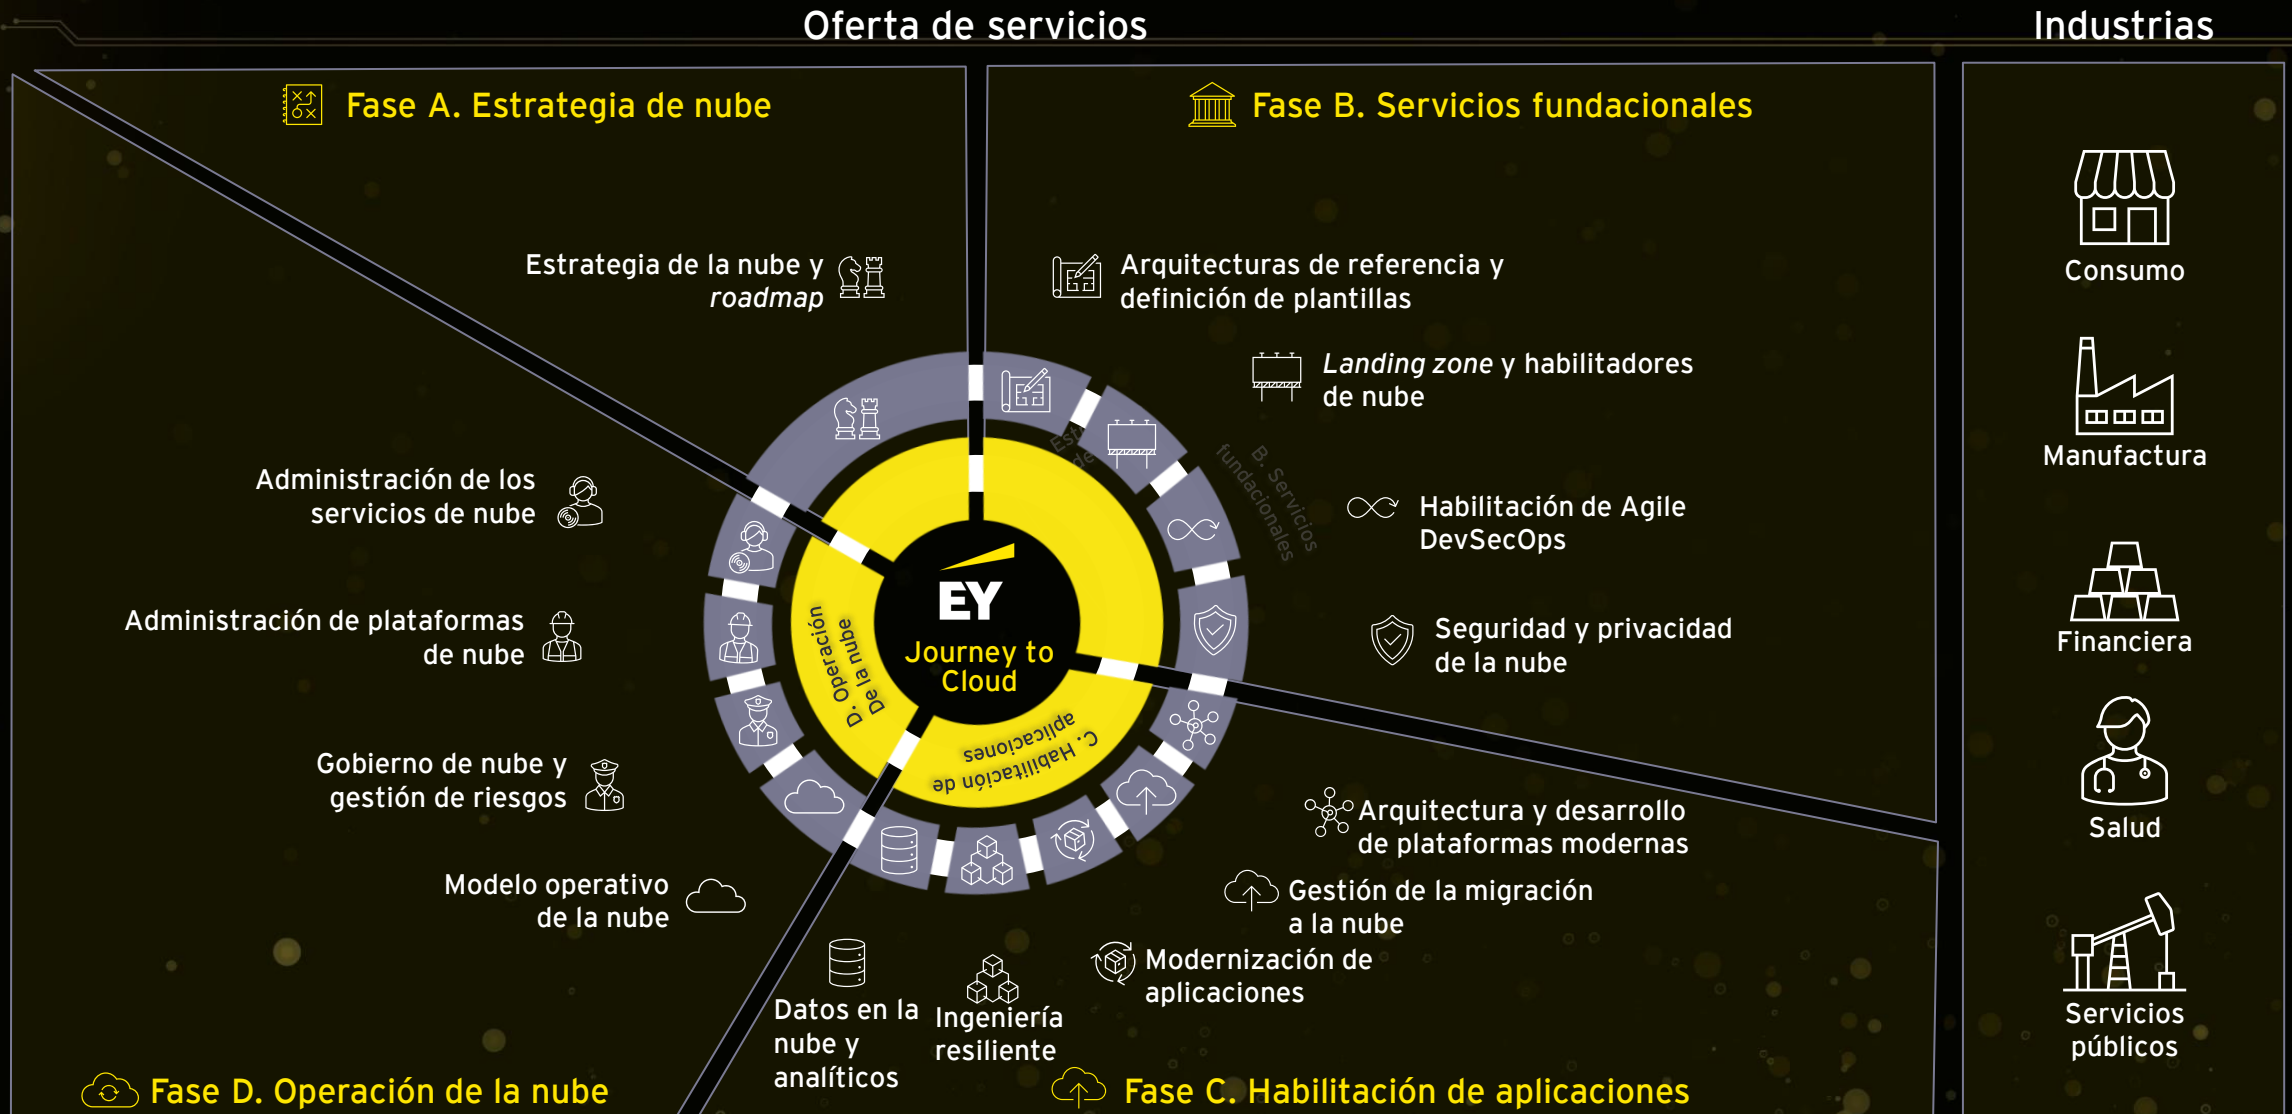 Oferta de servicios
Industrias
Fase A. Estrategia de nube
Estrategia de la nube y
roadmap
Fase B. Servicios fundacionales
Arquitecturas de referencia y
definición de plantillas
Landing zone y habilitadores
de nube
Habilitación de Agile
DevSecOps
Seguridad y privacidad
de la nube
B. Servicios
fundacionales
EY
Journey to
Cloud
D. Operación
De la nube
C. Habilitación de
aplicaciones
Administración de los
servicios de nube
Administración de plataformas
de nube
Gobierno de nube y
gestión de riesgos
Modelo operativo
de la nube
Fase D. Operación de la nube
Arquitectura y desarrollo
de plataformas modernas
Gestión de la migración
a la nube
Modernización de
aplicaciones
Ingeniería
resiliente
Datos en la
nube y
analíticos
Fase C. Habilitación de aplicaciones
Consumo
Manufactura
Financiera
Salud
Servicios
públicos